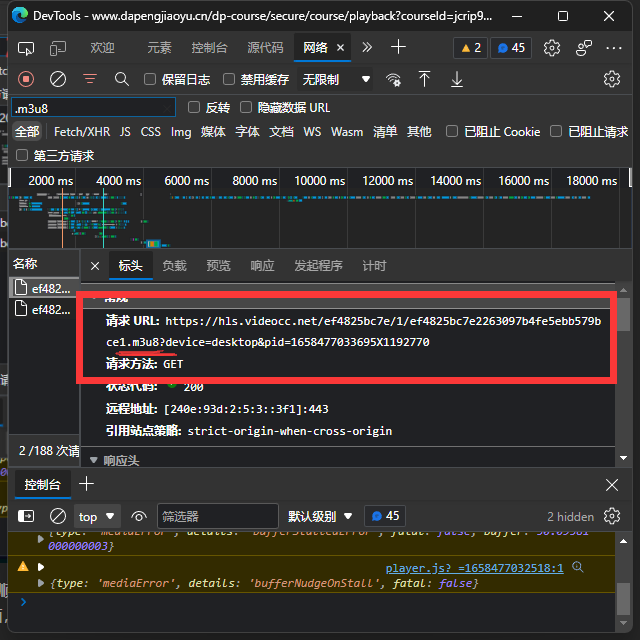 DevTools - www.dapengjiaoyu.cn/dp-course/secure/course/playback?courseId=jcrip9...
欢迎 元素 控制台 源代码 网络 2 45
保留日志 禁用缓存 无限制
.m3u8 反转 隐藏数据 URL
全部 Fetch/XHR JS CSS Img 媒体 字体 文档 WS Wasm 清单 其他 已阻止 Cookie 已阻止请求
第三方请求
2000 ms 4000 ms 6000 ms 8000 ms 10000 ms 12000 ms 14000 ms 16000 ms 18000 ms
名称 标头 负载 预览 响应 发起程序 计时
ef482...
ef482...
请求 URL: https://hls.videocc.net/ef4825bc7e/1/ef4825bc7e2263097b4fe5ebb579b
ce1.m3u8?device=desktop&pid=1658477033695X1192770
请求方法: GET
状态代码: 200
远程地址: [240e:93d:2:5:3::3f1]:443
引用站点策略: strict-origin-when-cross-origin
2 /188 次请
响应头
控制台
top 筛选器 默认级别 45 2 hidden
{type: 'mediaError', details: 'bufferStalledError', fatal: false, buffer: 50.09981
000000003}
player.js?_=1658477032518:1
{type: 'mediaError', details: 'bufferNudgeOnStall', fatal: false}